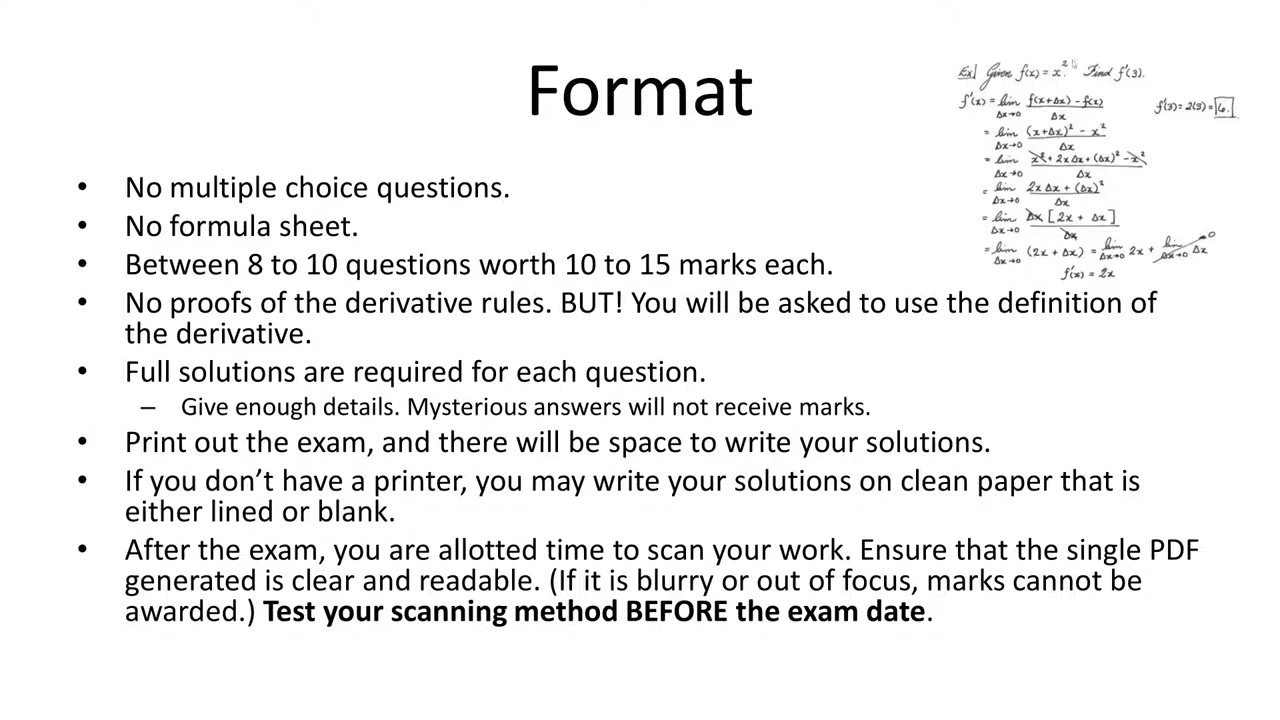 Format
Ex| Given f(x) = x². Find f'(3).
f'(x) = lim Δx→0 f(x+Δx) - f(x) / Δx
f'(3) = 2(3) = 6.
= lim Δx→0 (x+Δx)² - x² / Δx
= lim Δx→0 x² + 2xΔx + (Δx)² - x² / Δx
= lim Δx→0 2xΔx + (Δx)² / Δx
= lim Δx→0 Δx [2x + Δx] / Δx
= lim Δx→0 (2x + Δx) = lim Δx→0 2x + lim Δx→0 Δx 0
f'(x) = 2x
• No multiple choice questions.
• No formula sheet.
• Between 8 to 10 questions worth 10 to 15 marks each.
• No proofs of the derivative rules. BUT! You will be asked to use the definition of
the derivative.
• Full solutions are required for each question.
– Give enough details. Mysterious answers will not receive marks.
• Print out the exam, and there will be space to write your solutions.
• If you don’t have a printer, you may write your solutions on clean paper that is
either lined or blank.
• After the exam, you are allotted time to scan your work. Ensure that the single PDF
generated is clear and readable. (If it is blurry or out of focus, marks cannot be
awarded.) Test your scanning method BEFORE the exam date.